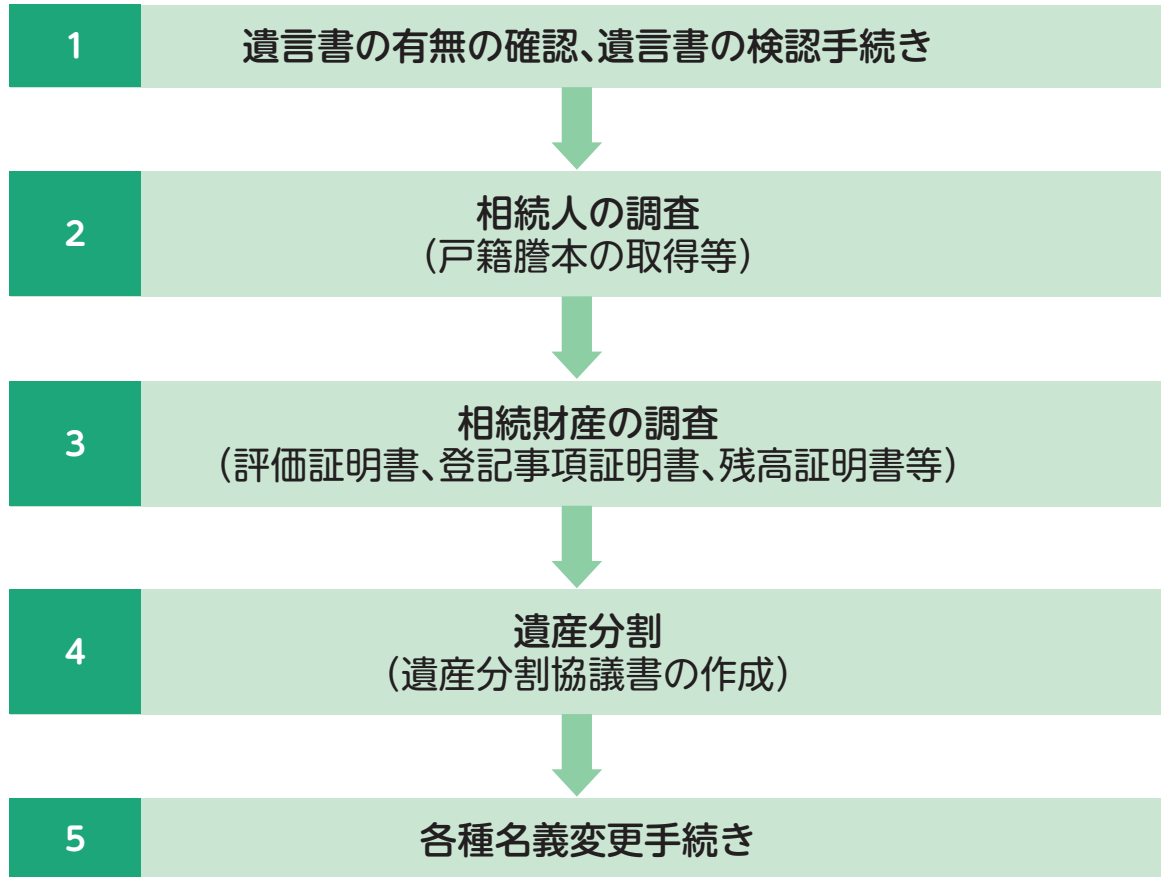 1 遺言書の有無の確認、遺言書の検認手続き
2 相続人の調査
（戸籍謄本の取得等）
3 相続財産の調査
（評価証明書、登記事項証明書、残高証明書等）
4 遺産分割
（遺産分割協議書の作成）
5 各種名義変更手続き